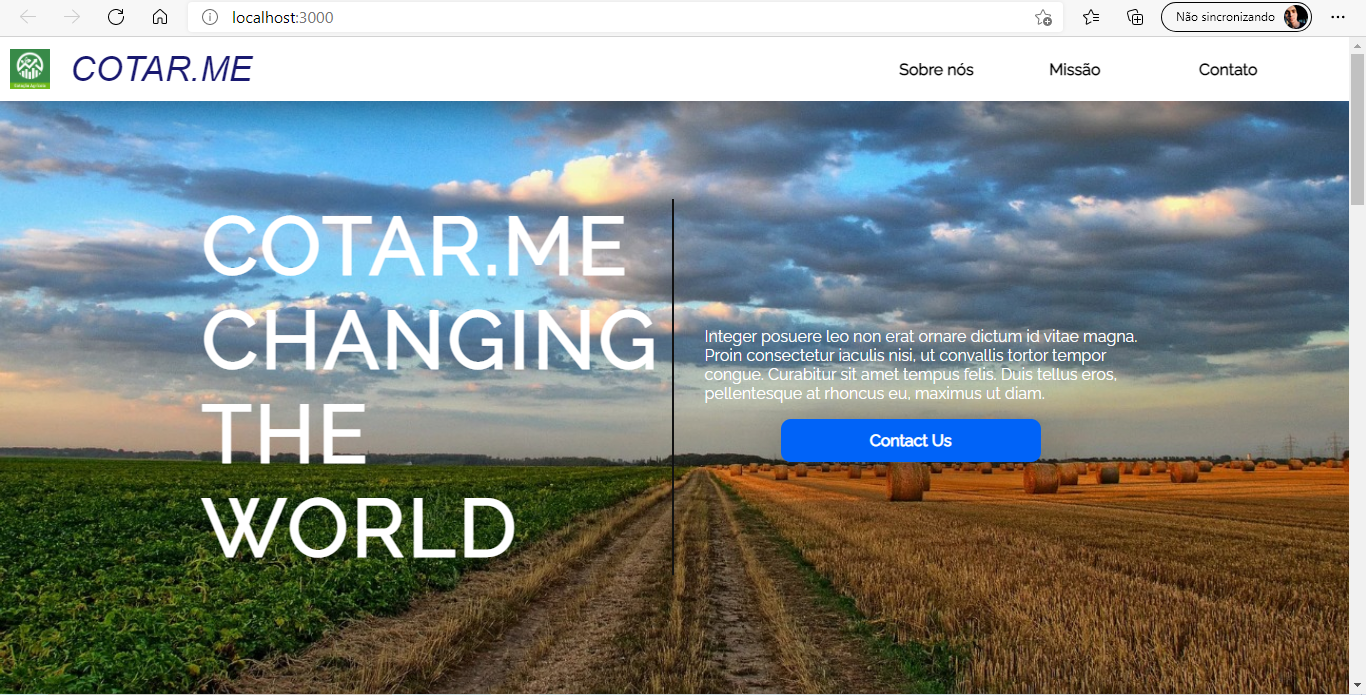 localhost:3000
Não sincronizando
COTAR.ME
Sobre nós
Missão
Contato
COTAR.ME
CHANGING
THE
WORLD
Integer posuere leo non erat ornare dictum id vitae magna.
Proin consectetur iaculis nisi, ut convallis tortor tempor
congue. Curabitur sit amet tempus felis. Duis tellus eros,
pellentesque at rhoncus eu, maximus ut diam.
Contact Us